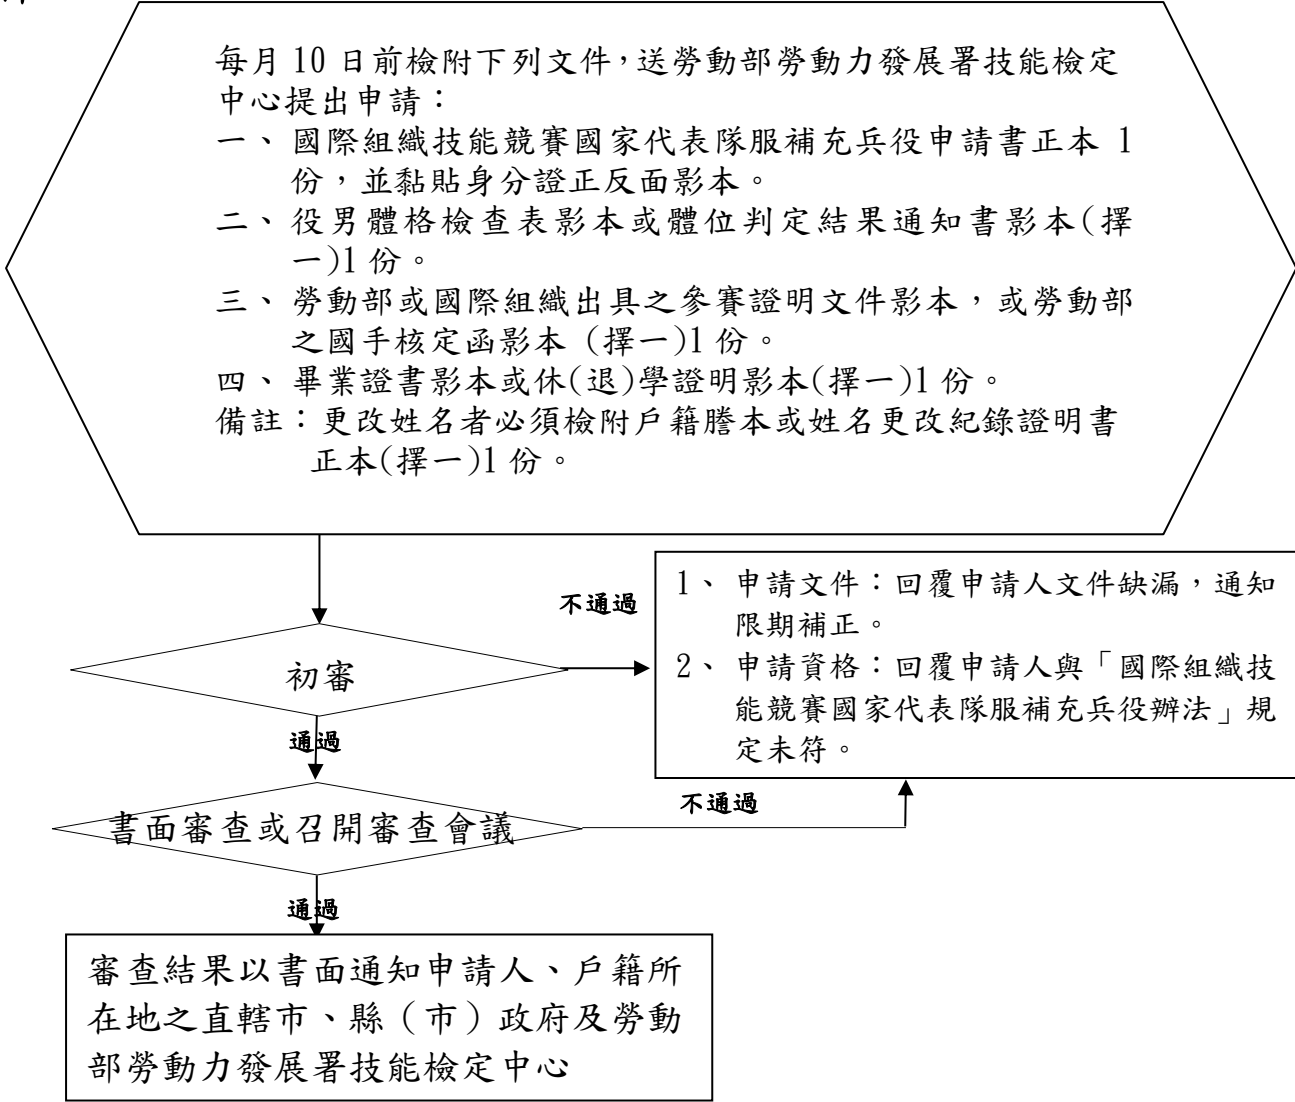 每月 10 日前檢附下列文件,送勞動部勞動力發展署技能檢定
中心提出申請：
一、 國際組織技能競賽國家代表隊服補充兵役申請書正本 1
份，並黏貼身分證正反面影本。
二、 役男體格檢查表影本或體位判定結果通知書影本(擇
一)1 份。
三、 勞動部或國際組織出具之參賽證明文件影本，或勞動部
之國手核定函影本 (擇一)1 份。
四、 畢業證書影本或休(退)學證明影本(擇一)1 份。
備註：更改姓名者必須檢附戶籍謄本或姓名更改紀錄證明書
正本(擇一)1 份。
不通過
1、 申請文件：回覆申請人文件缺漏，通知
限期補正。
2、 申請資格：回覆申請人與「國際組織技
能競賽國家代表隊服補充兵役辦法」規
定未符。
初審
通過
不通過
書面審查或召開審查會議
通過
審查結果以書面通知申請人、戶籍所
在地之直轄市、縣（市）政府及勞動
部勞動力發展署技能檢定中心